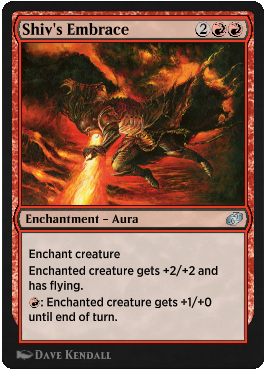 Shiv's Embrace 2
Enchantment – Aura
Enchant creature
Enchanted creature gets +2/+2 and
has flying.
: Enchanted creature gets +1/+0
until end of turn.
DAVE KENDALL